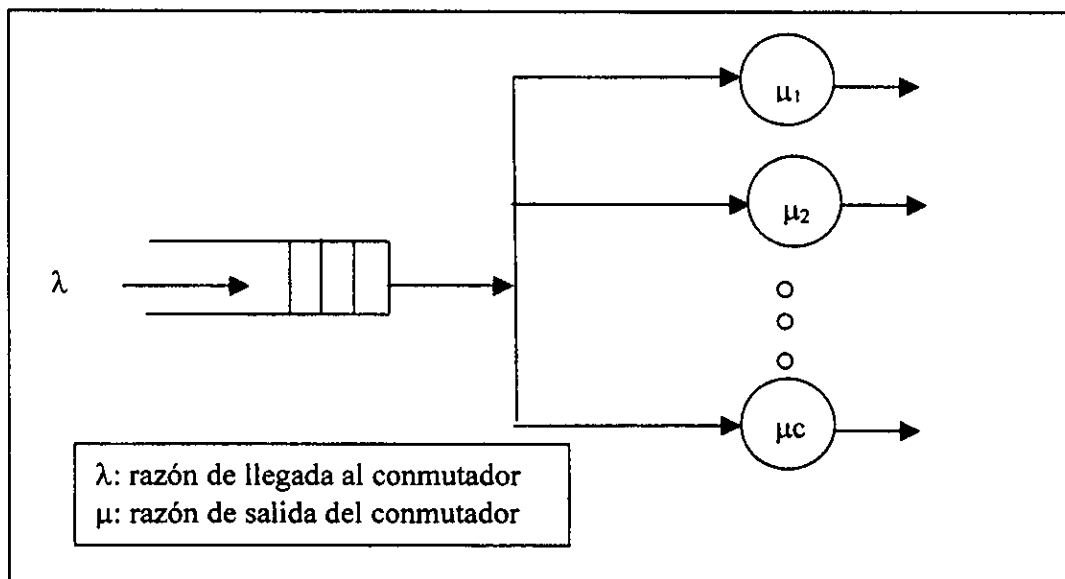 μ₁
μ₂
λ
μc
λ: razón de llegada al conmutador
μ: razón de salida del conmutador